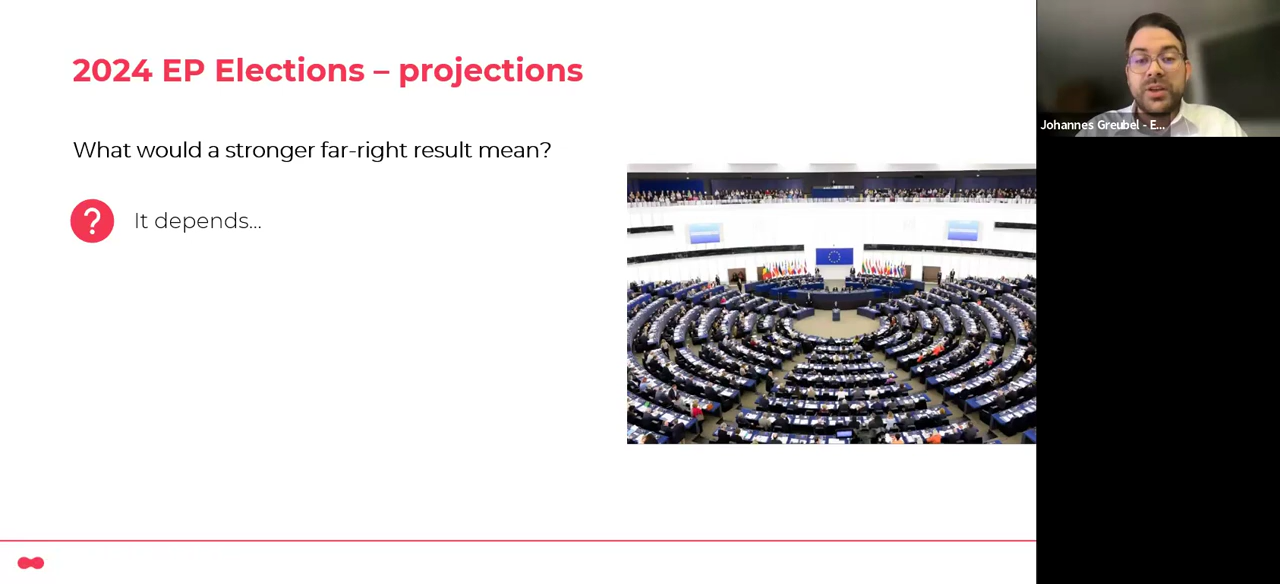 2024 EP Elections – projections
What would a stronger far-right result mean?
?
It depends...
Johannes Greubel - E...